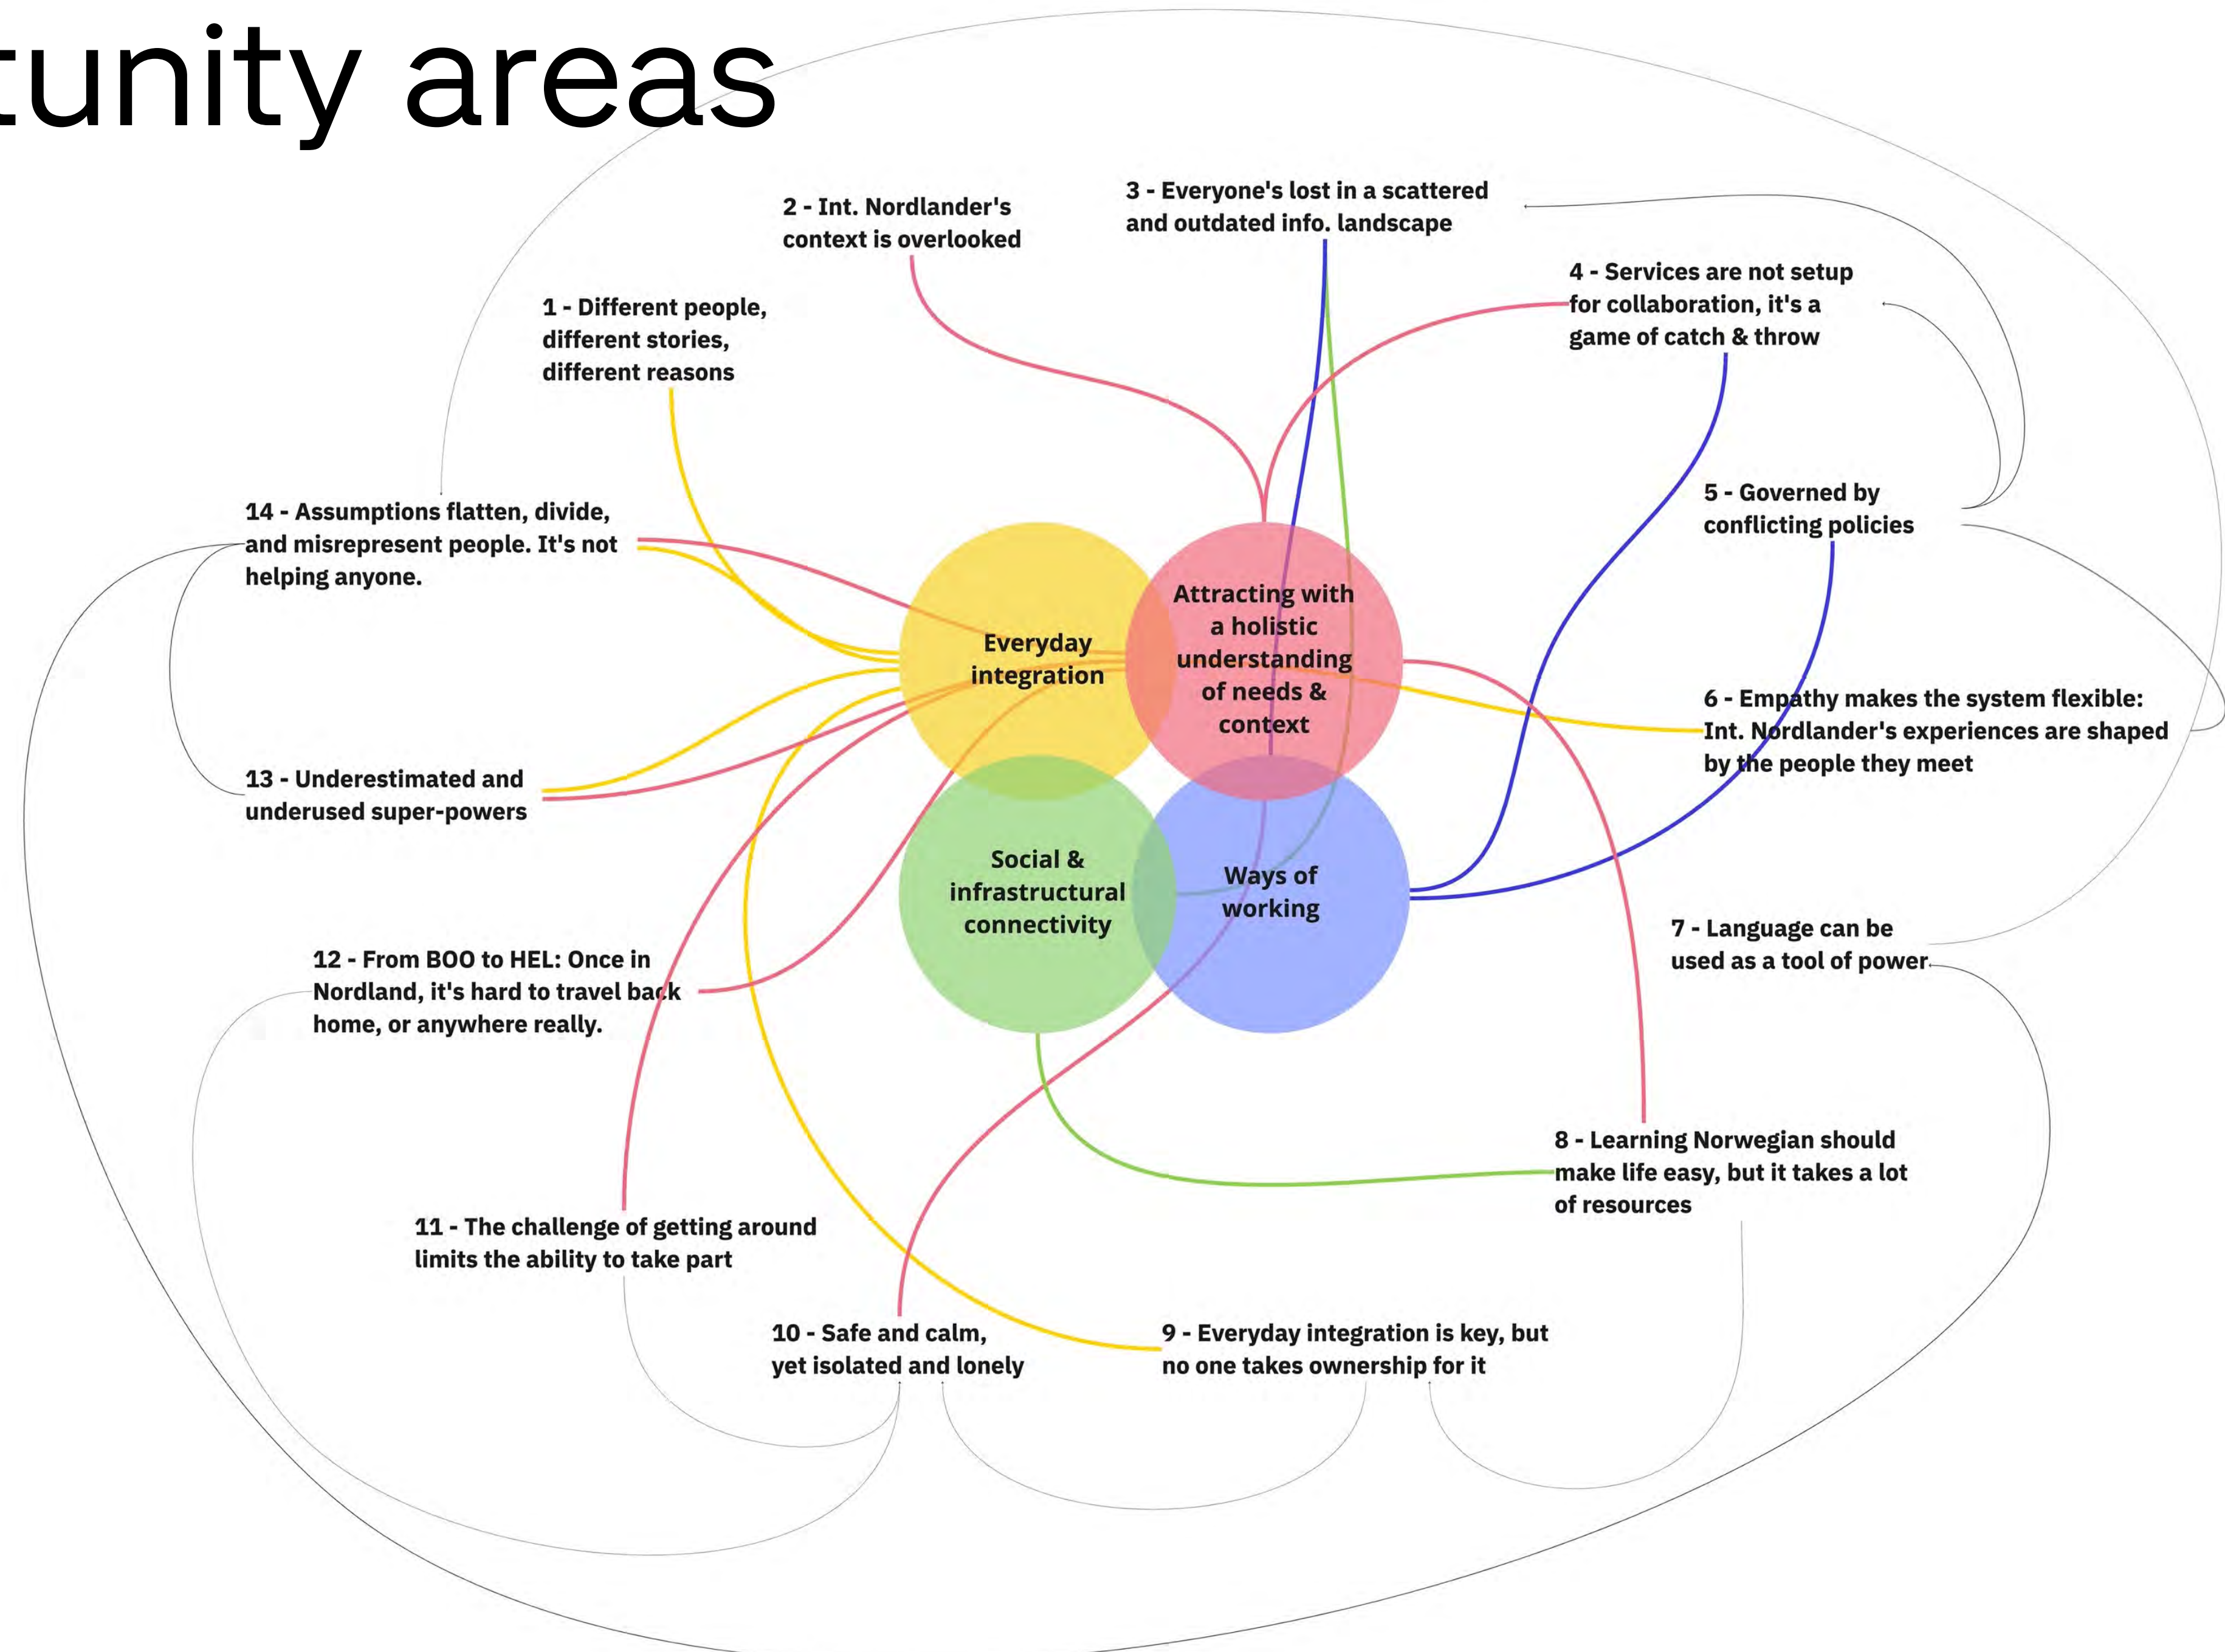 tunity areas
2 - Int. Nordlander's
context is overlooked
3 - Everyone's lost in a scattered
and outdated info. landscape
4 - Services are not setup
for collaboration, it's a
game of catch & throw
1 - Different people,
different stories,
different reasons
14 - Assumptions flatten, divide,
and misrepresent people. It's not
helping anyone.
5 - Governed by
conflicting policies
Everyday
integration
Attracting with
a holistic
understanding
of needs &
context
6 - Empathy makes the system flexible:
Int. Nordlander's experiences are shaped
by the people they meet
13 - Underestimated and
underused super-powers
Social &
infrastructural
connectivity
Ways of
working
7 - Language can be
used as a tool of power
12 - From BOO to HEL: Once in
Nordland, it's hard to travel back
home, or anywhere really.
8 - Learning Norwegian should
make life easy, but it takes a lot
of resources
11 - The challenge of getting around
limits the ability to take part
10 - Safe and calm,
yet isolated and lonely
9 - Everyday integration is key, but
no one takes ownership for it